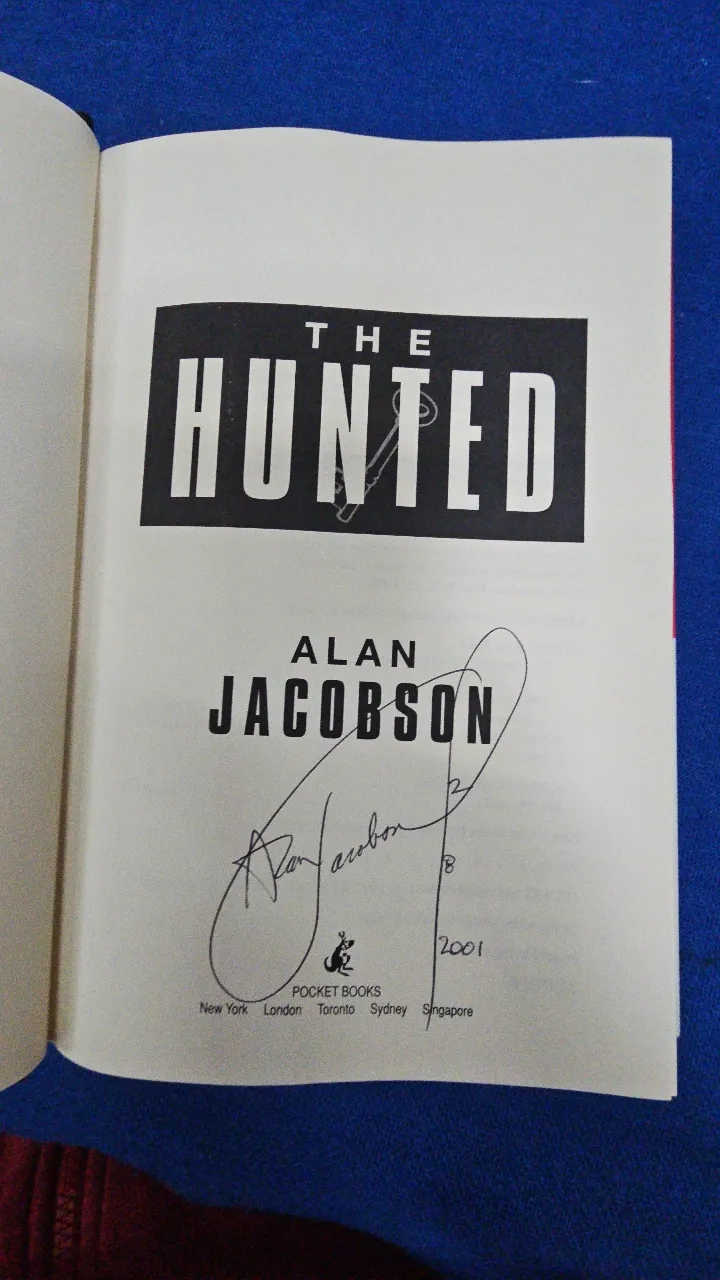 THE
HUNTED
ALAN
JACOBSON
2
Alan Jacobson
8
2001
POCKET BOOKS
New York London Toronto Sydney Singapore